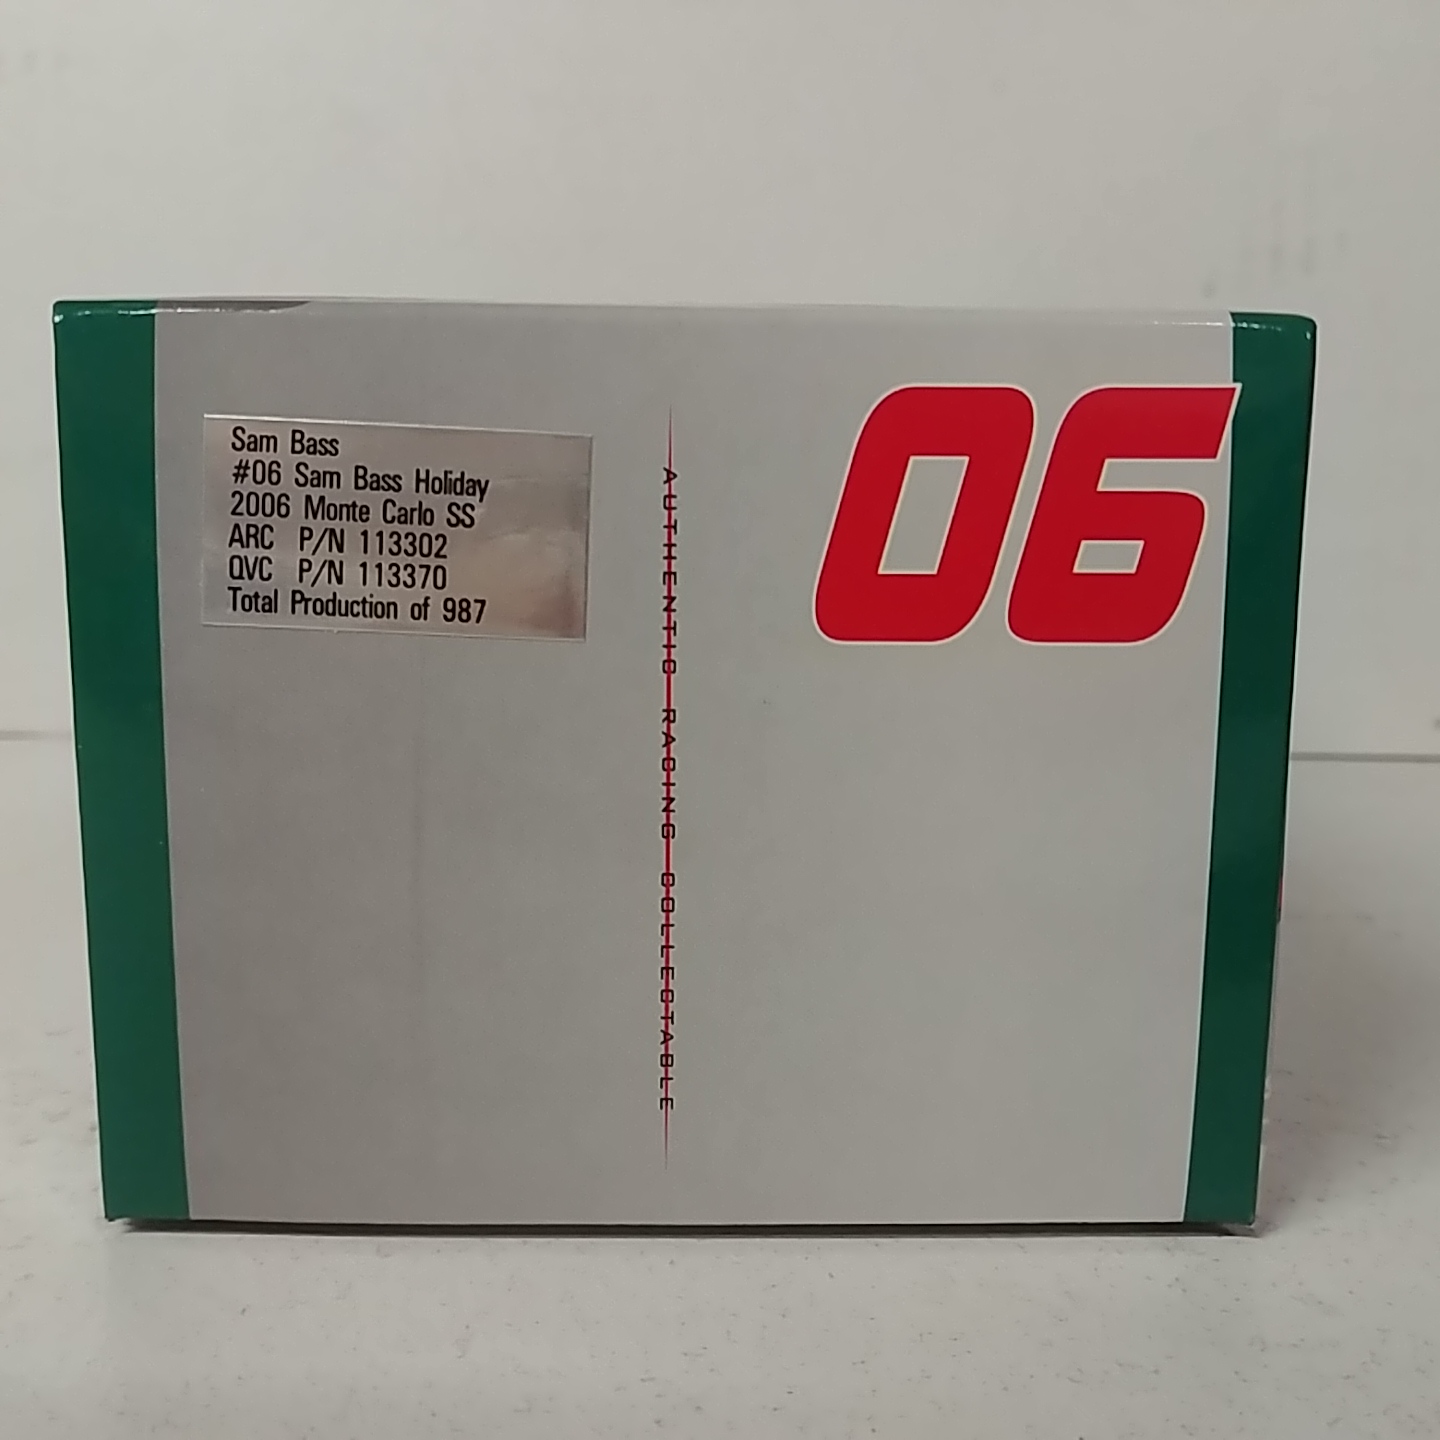 Sam Bass
#06 Sam Bass Holiday
2006 Monte Carlo SS
ARC P/N 113302
QVC P/N 113370
Total Production of 987
AUTHENTIC RACING COLLECTABLE
06